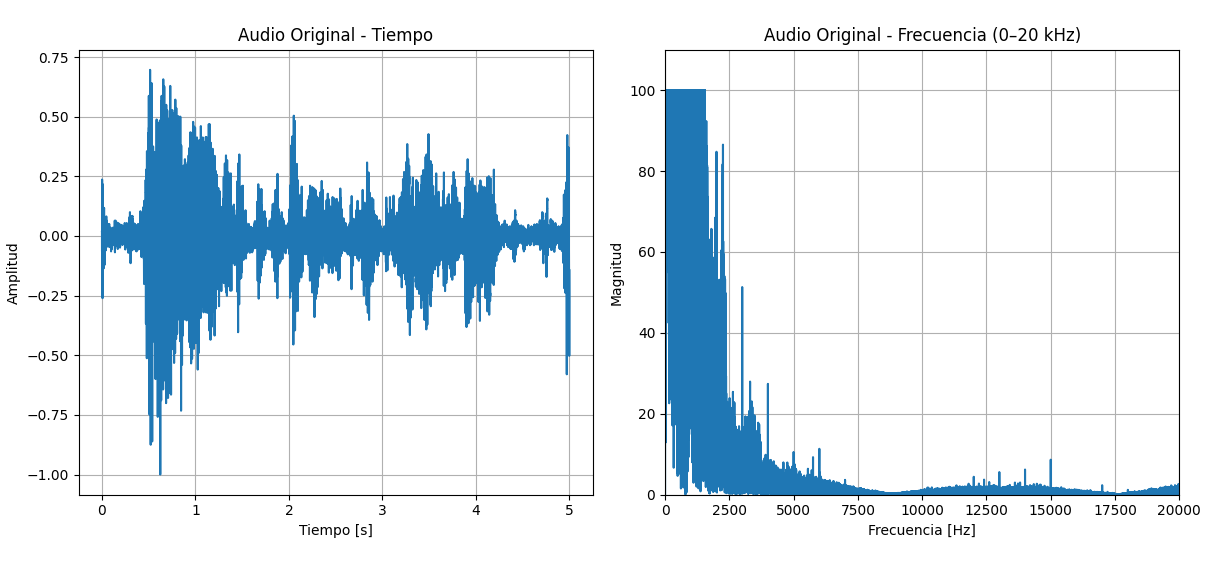 Audio Original - Tiempo
0.75
0.50
0.25
0.00
−0.25
−0.50
−0.75
−1.00
Amplitud
0 1 2 3 4 5
Tiempo [s]
Audio Original - Frecuencia (0–20 kHz)
100
80
60
40
20
0
Magnitud
0 2500 5000 7500 10000 12500 15000 17500 20000
Frecuencia [Hz]